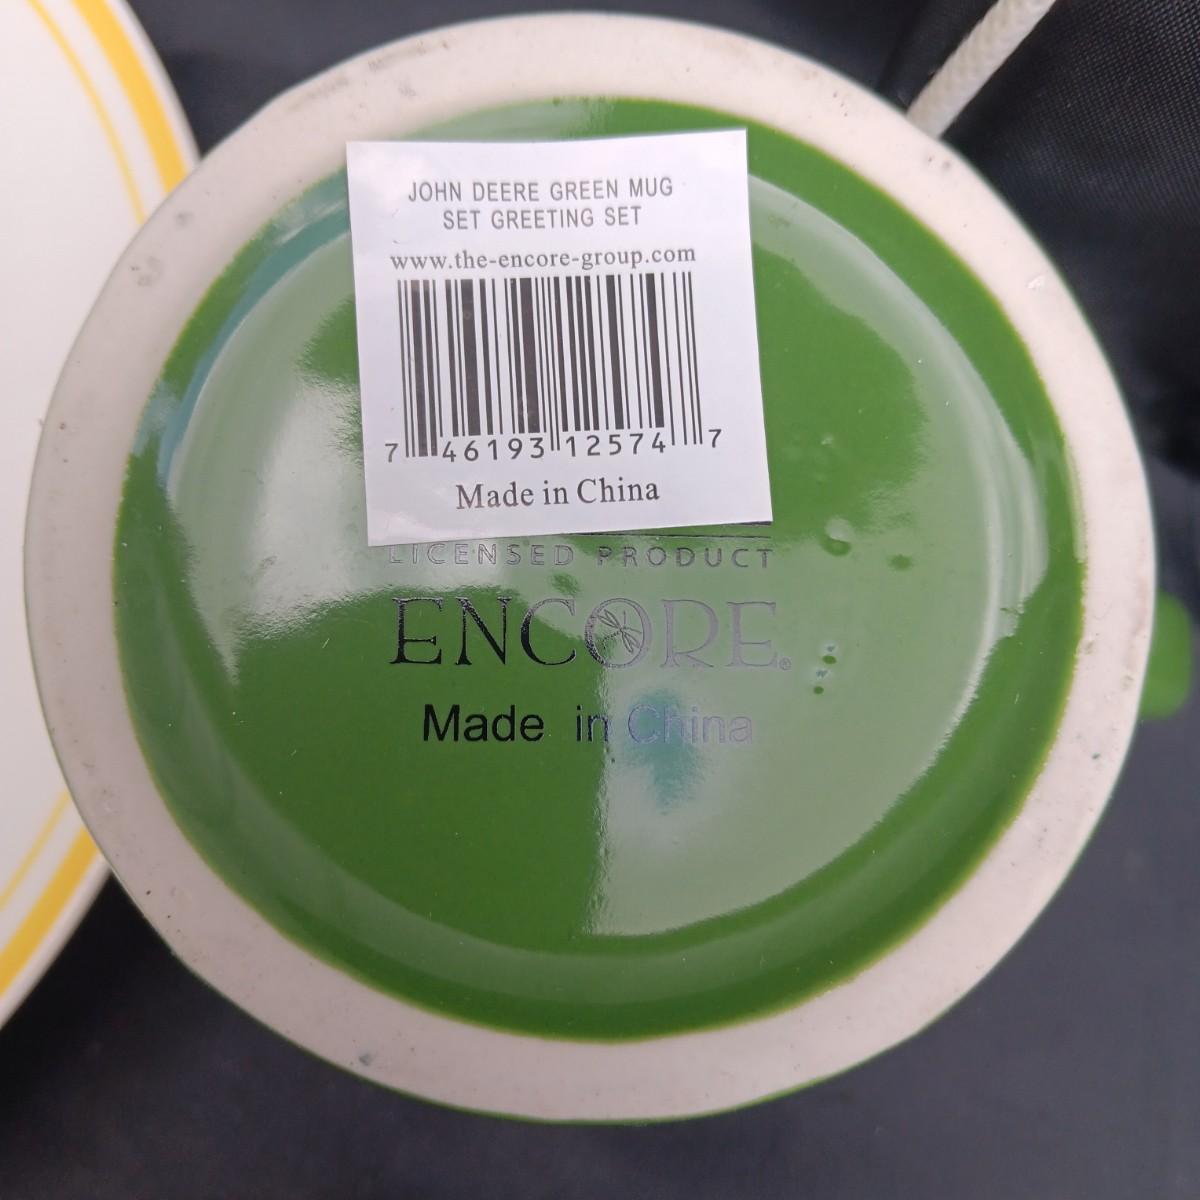 JOHN DEERE GREEN MUG
SET GREETING SET
www.the-encore-group.com
7 46193 12574 7
Made in China
LICENSED PRODUCT
ENCORE®
Made in China